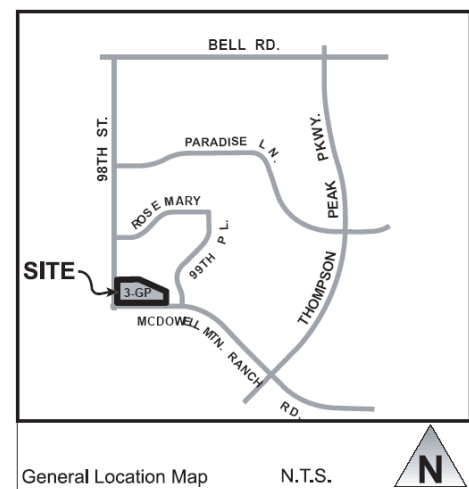 BELL RD.
98TH ST.
PARADISE LN.
THOMPSON PEAK PKWY.
ROSE MARY
99TH PL.
SITE
3-GP
MCDOWELL MTN. RANCH RD.
General Location Map
N.T.S.
N